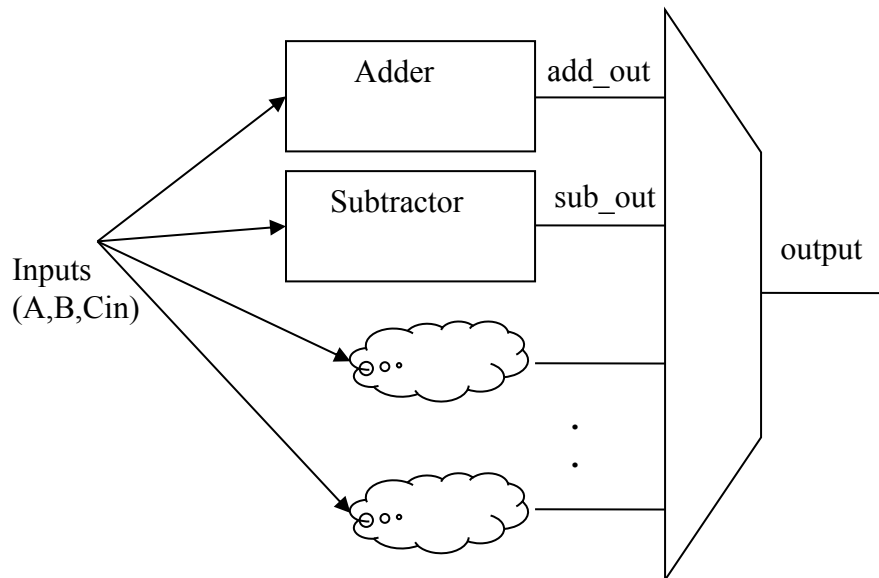 Adder
add_out
Subtractor
sub_out
Inputs
(A,B,Cin)
output